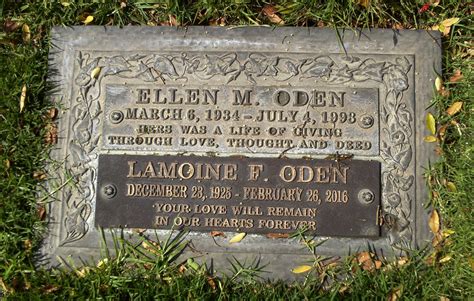 ELLEN M. ODEN
MARCH 6, 1934 - JULY 4, 1998
HERS WAS A LIFE OF GIVING
THROUGH LOVE, THOUGHT AND DEED
LAMOINE F. ODEN
DECEMBER 23, 1925 - FEBRUARY 26, 2016
YOUR LOVE WILL REMAIN
IN OUR HEARTS FOREVER